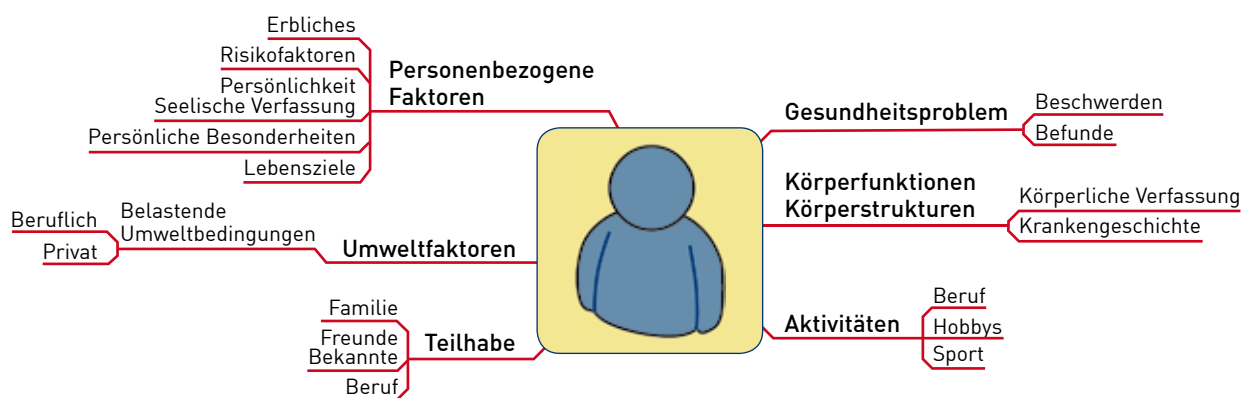 Erbliches
Risikofaktoren
Persönlichkeit
Seelische Verfassung
Persönliche Besonderheiten
Lebensziele
Personenbezogene
Faktoren
Beruflich
Privat
Belastende
Umweltbedingungen
Umweltfaktoren
Familie
Freunde
Bekannte
Beruf
Teilhabe
Gesundheitsproblem
Beschwerden
Befunde
Körperfunktionen
Körperstrukturen
Körperliche Verfassung
Krankengeschichte
Aktivitäten
Beruf
Hobbys
Sport